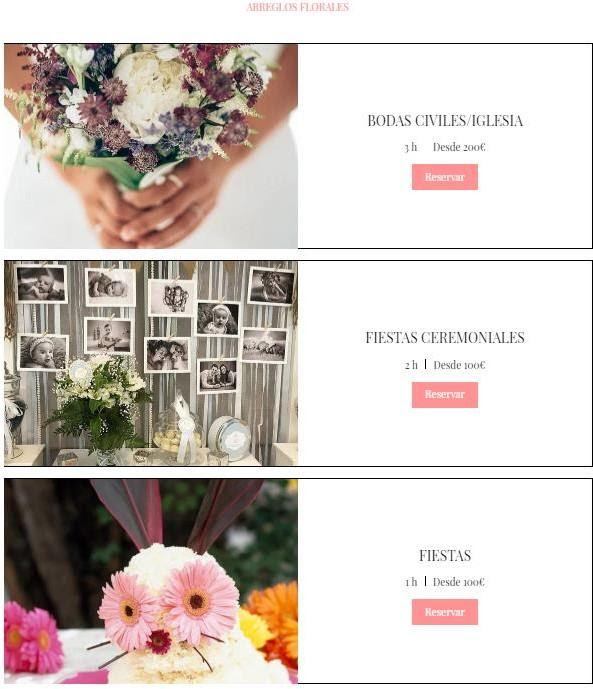 ARREGLOS FLORALES
BODAS CIVILES/IGLESIA
3 h Desde 200€
Reservar
FIESTAS CEREMONIALES
2 h | Desde 100€
Reservar
FIESTAS
1 h | Desde 100€
Reservar